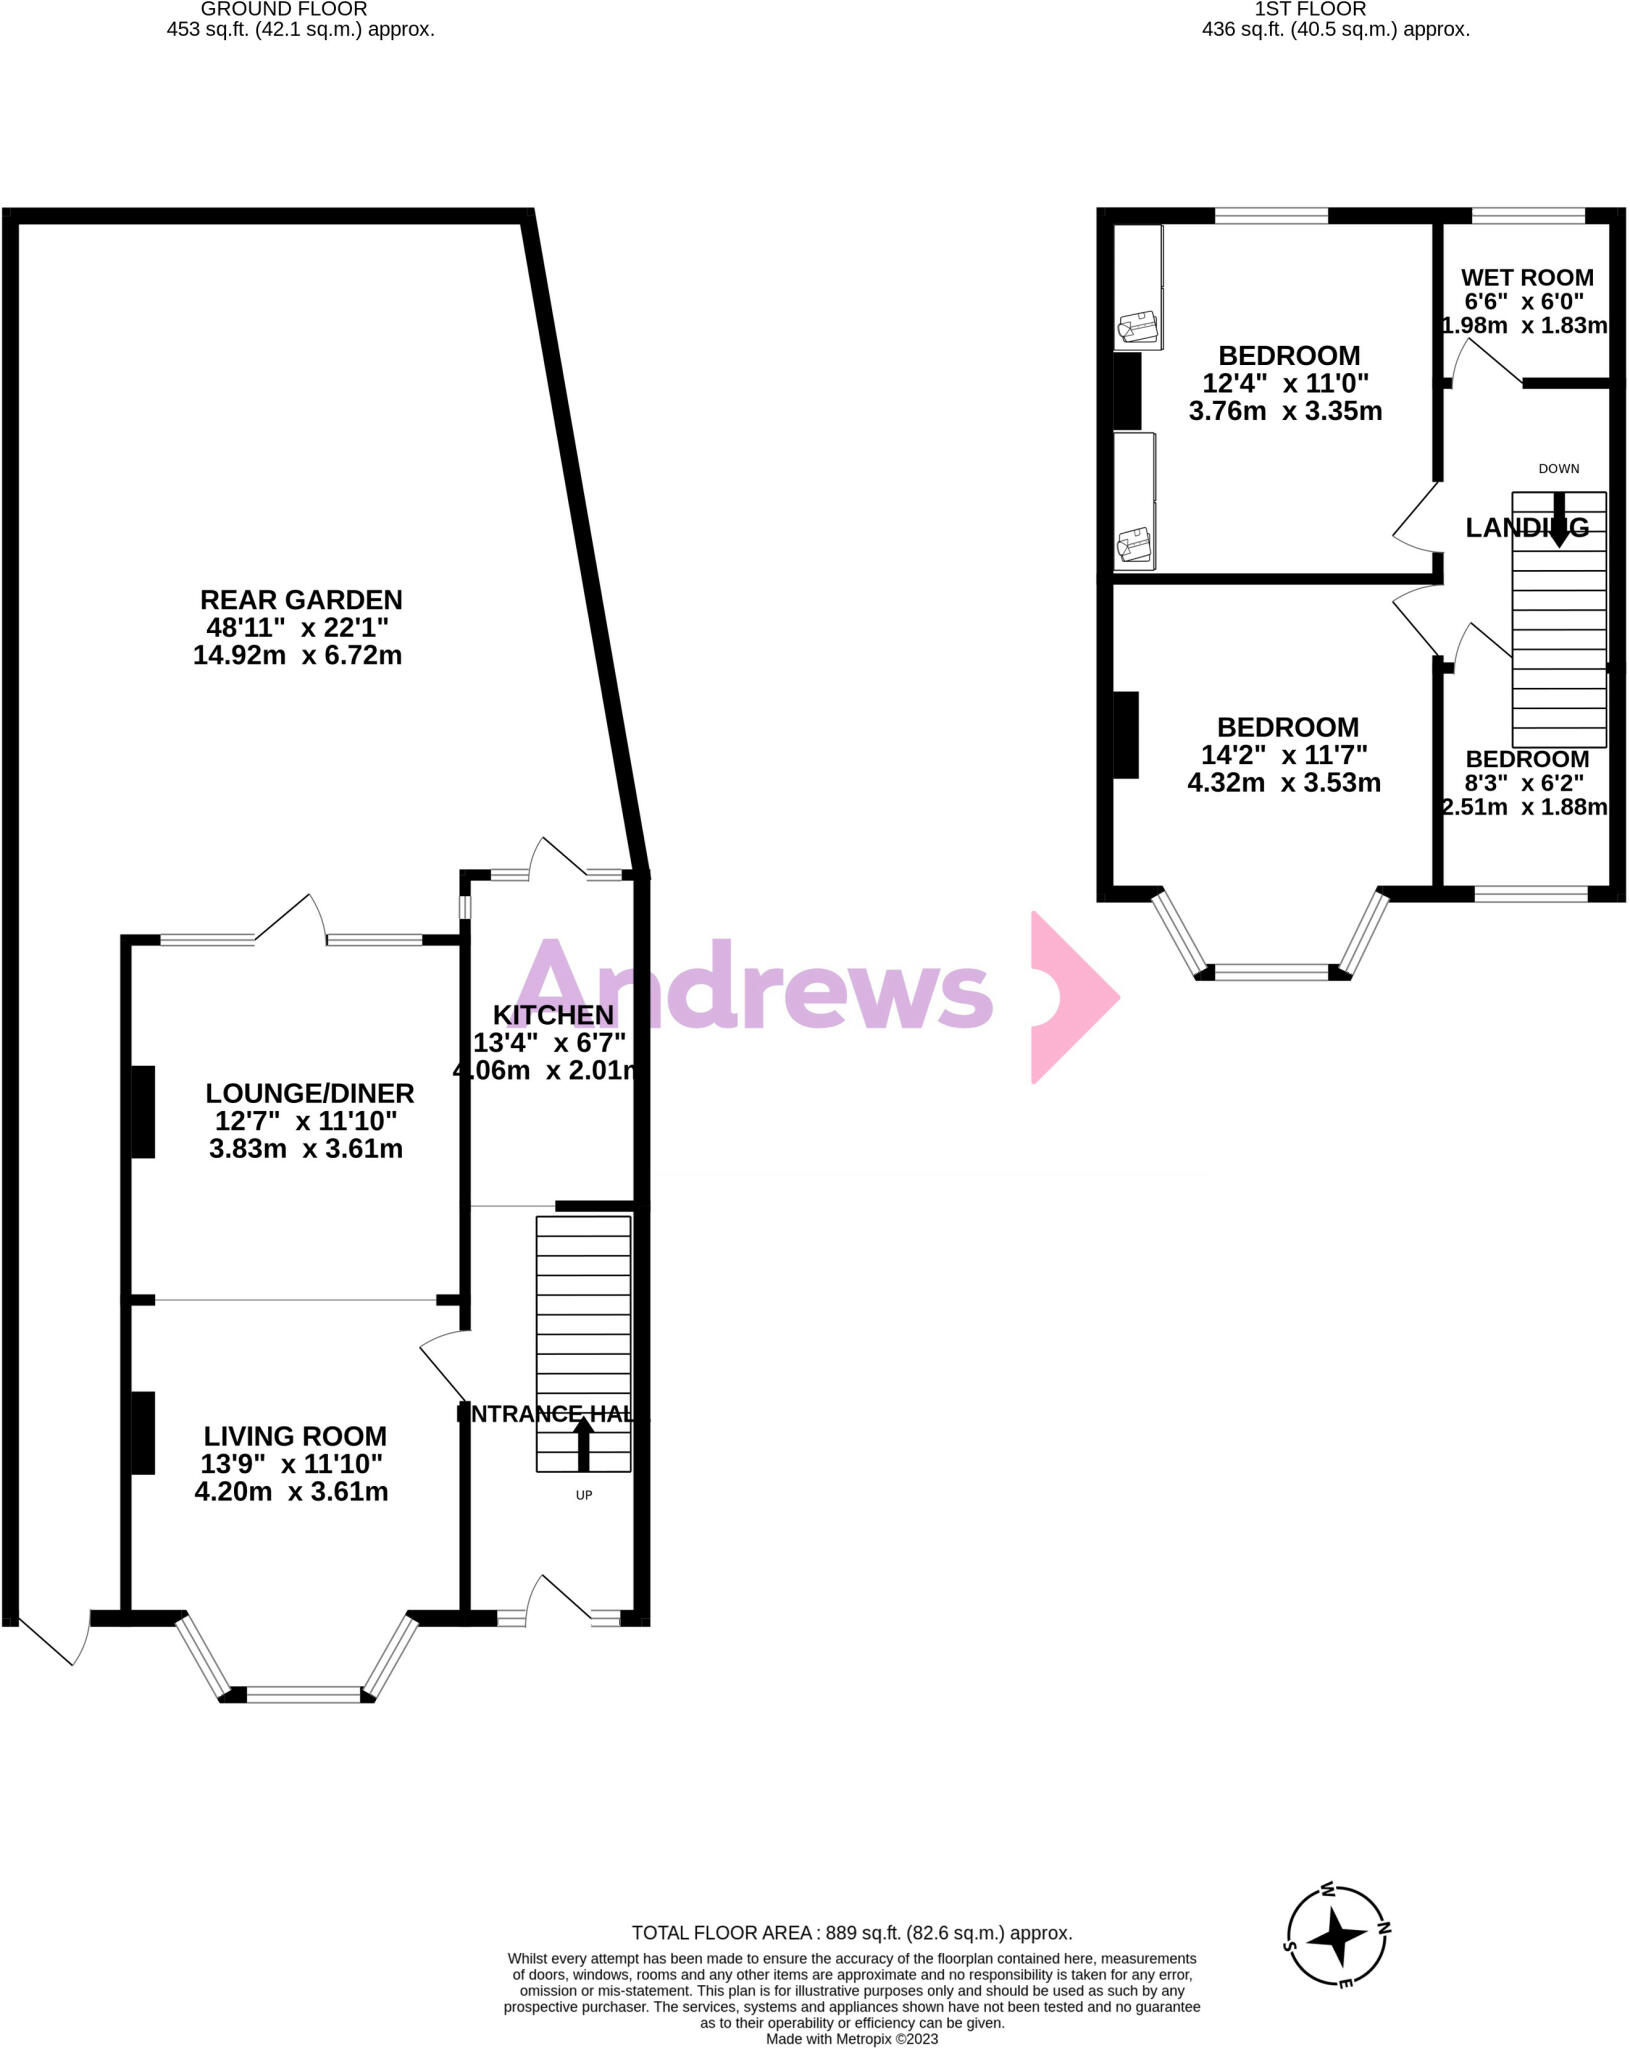 GROUND FLOOR
453 sq.ft. (42.1 sq.m.) approx.
1ST FLOOR
436 sq.ft. (40.5 sq.m.) approx.
WET ROOM
6'6" x 6'0"
1.98m x 1.83m
BEDROOM
12'4" x 11'0"
3.76m x 3.35m
DOWN
LANDING
REAR GARDEN
48'11" x 22'1"
14.92m x 6.72m
BEDROOM
14'2" x 11'7"
4.32m x 3.53m
BEDROOM
8'3" x 6'2"
2.51m x 1.88m
Andrews
KITCHEN
13'4" x 6'7"
4.06m x 2.01m
LOUNGE/DINER
12'7" x 11'10"
3.83m x 3.61m
ENTRANCE HALL
LIVING ROOM
13'9" x 11'10"
4.20m x 3.61m
UP
TOTAL FLOOR AREA : 889 sq.ft. (82.6 sq.m.) approx.
Whilst every attempt has been made to ensure the accuracy of the floorplan contained here, measurements
of doors, windows, rooms and any other items are approximate and no responsibility is taken for any error,
omission or mis-statement. This plan is for illustrative purposes only and should be used as such by any
prospective purchaser. The services, systems and appliances shown have not been tested and no guarantee
as to their operability or efficiency can be given.
Made with Metropix ©2023
W
N
S
E